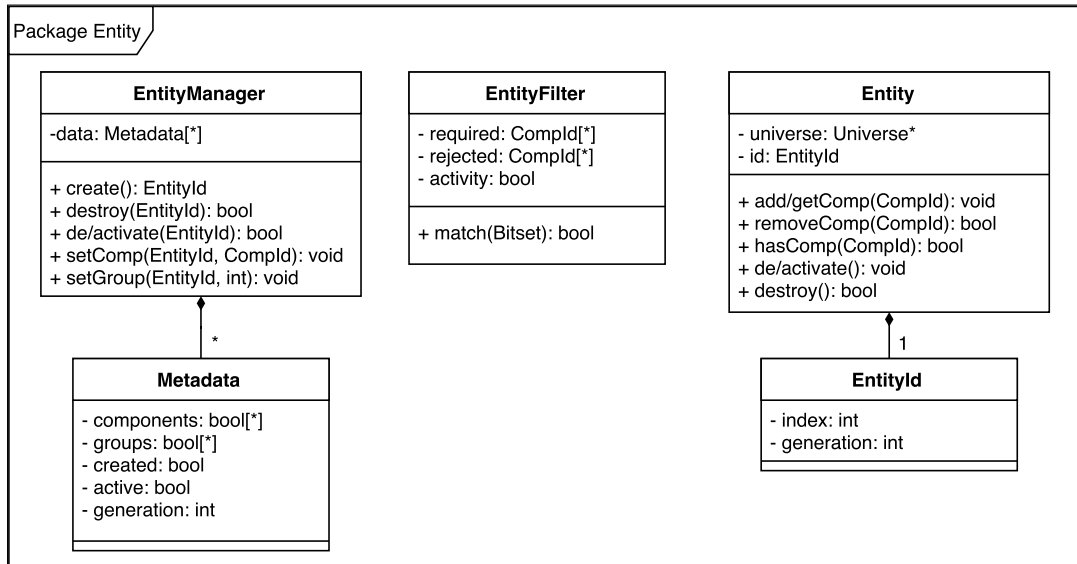 Package Entity
EntityManager
-data: Metadata[*]
+ create(): EntityId
+ destroy(EntityId): bool
+ de/activate(EntityId): bool
+ setComp(EntityId, CompId): void
+ setGroup(EntityId, int): void
*
Metadata
- components: bool[*]
- groups: bool[*]
- created: bool
- active: bool
- generation: int
EntityFilter
- required: CompId[*]
- rejected: CompId[*]
- activity: bool
+ match(Bitset): bool
Entity
- universe: Universe*
- id: EntityId
+ add/getComp(CompId): void
+ removeComp(CompId): bool
+ hasComp(CompId): bool
+ de/activate(): void
+ destroy(): bool
1
EntityId
- index: int
- generation: int